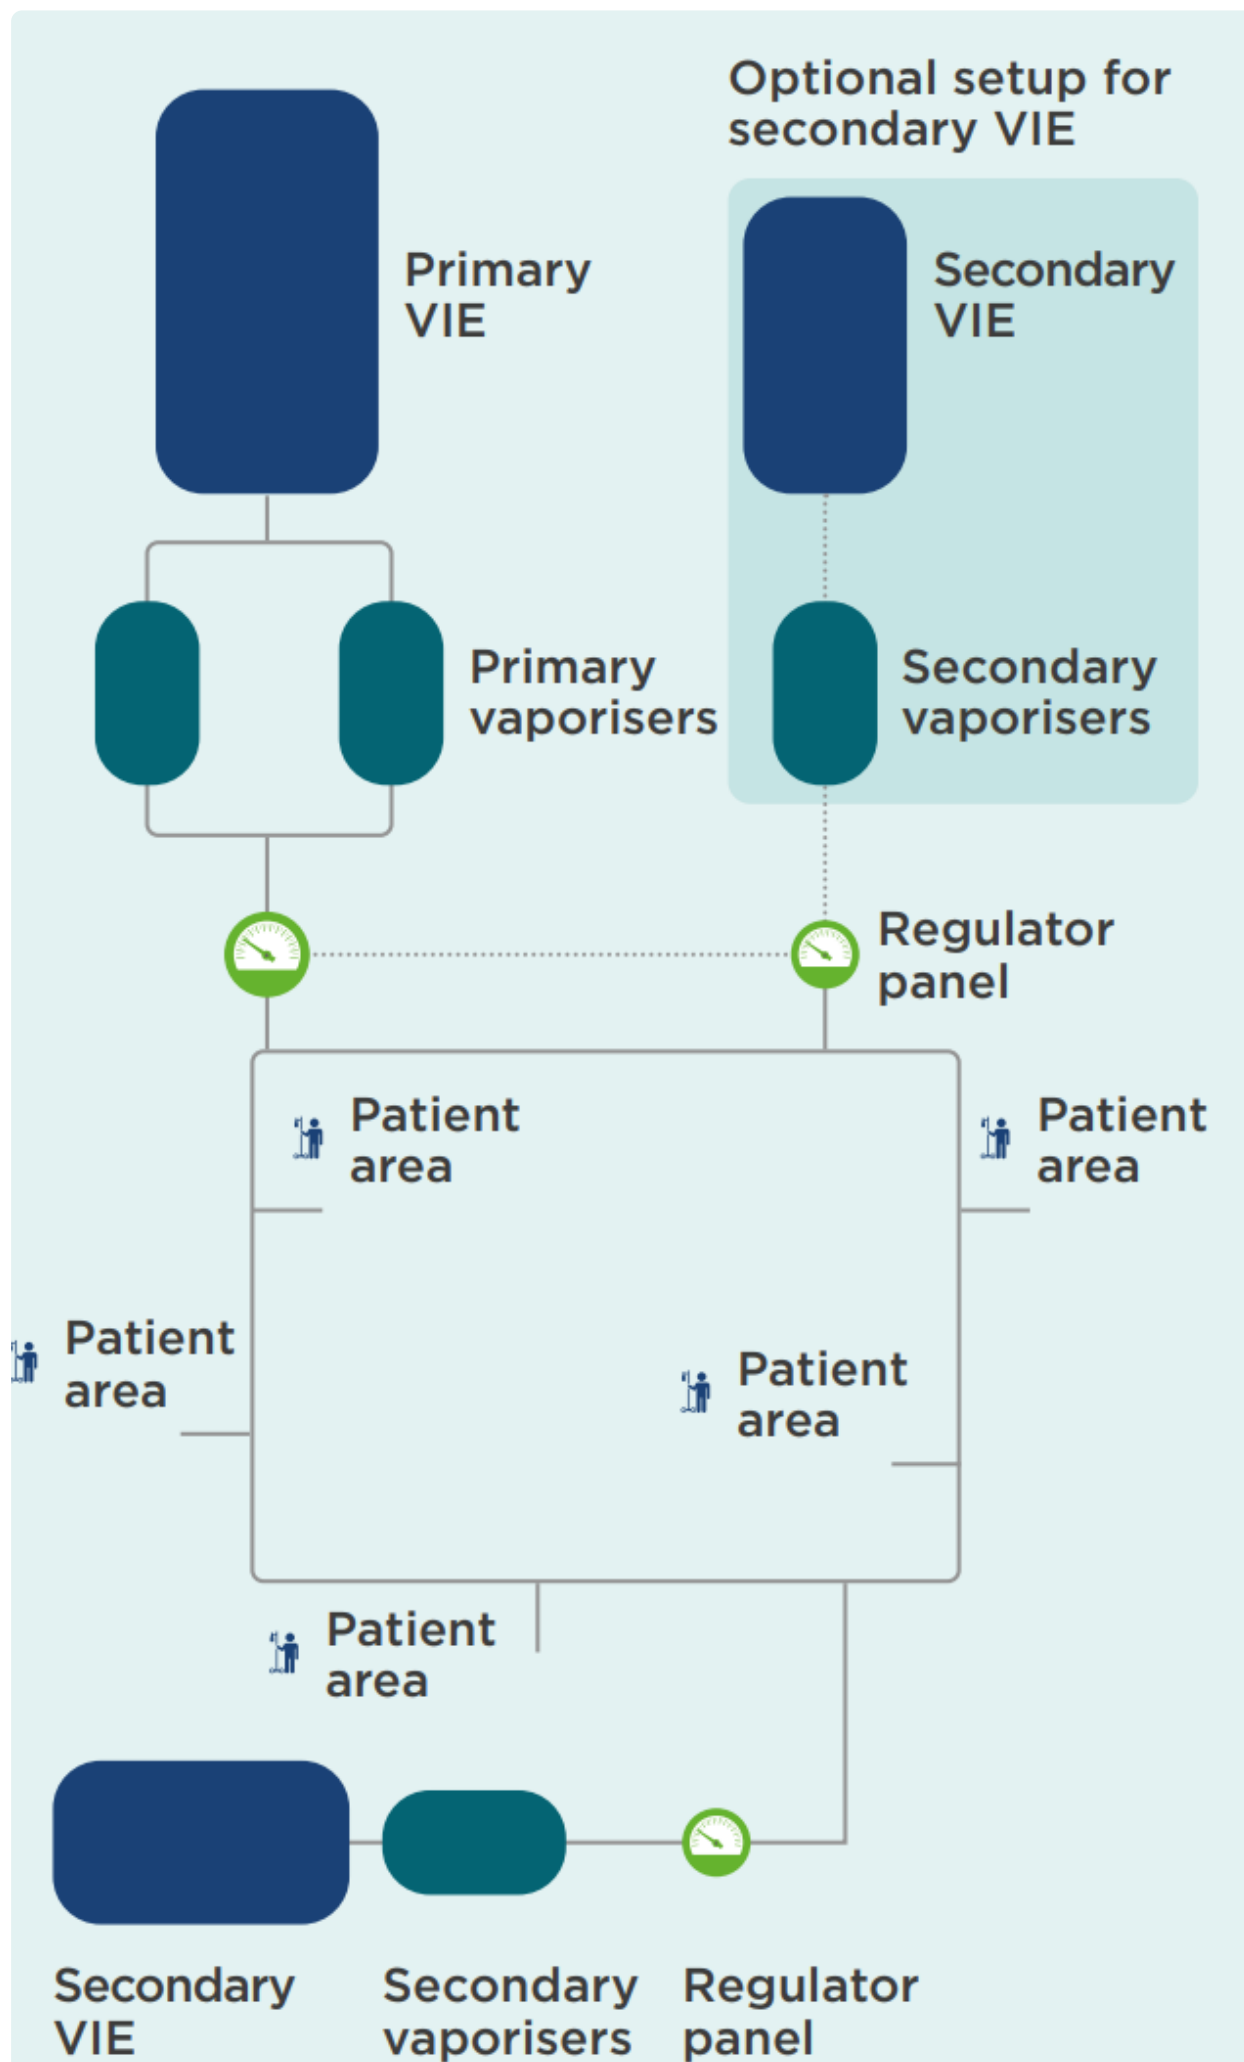 Optional setup for
secondary VIE
Primary
VIE
Secondary
VIE
Primary
vaporisers
Secondary
vaporisers
Regulator
panel
Patient
area
Patient
area
Patient
area
Patient
area
Patient
area
Secondary
VIE
Secondary
vaporisers
Regulator
panel